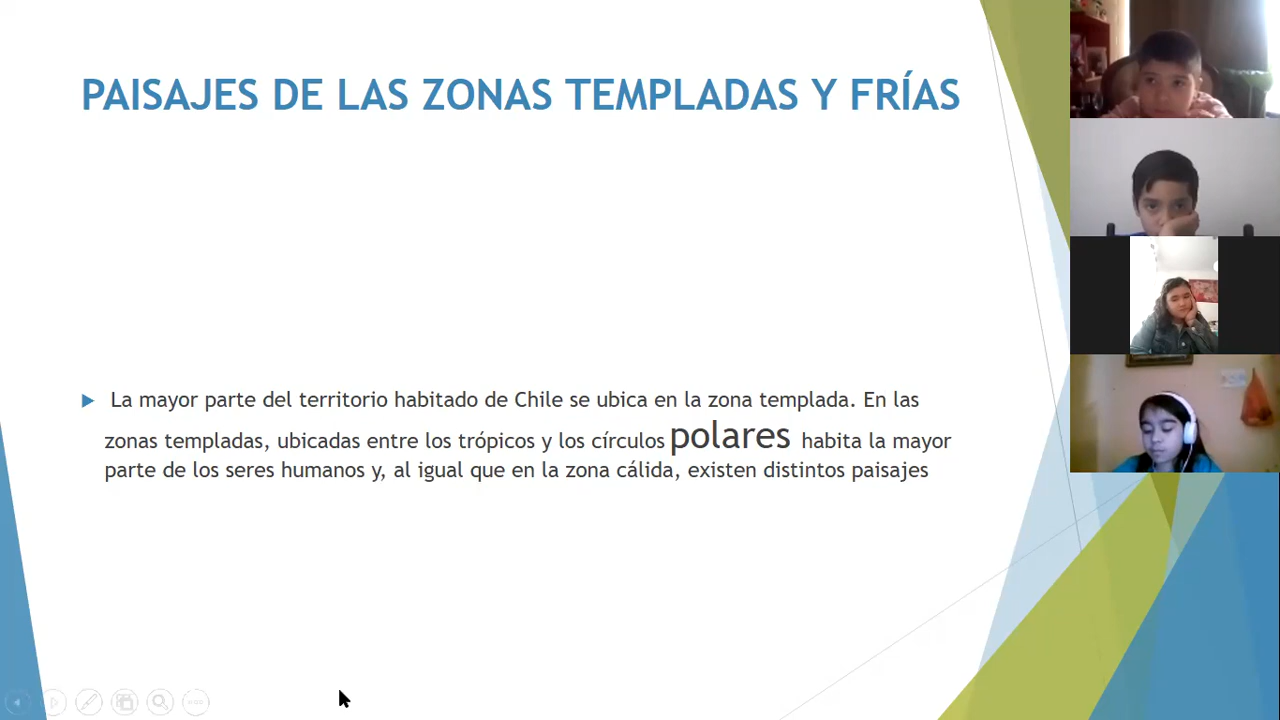 PAISAJES DE LAS ZONAS TEMPLADAS Y FRÍAS
La mayor parte del territorio habitado de Chile se ubica en la zona templada. En las
zonas templadas, ubicadas entre los trópicos y los círculos polares habita la mayor
parte de los seres humanos y, al igual que en la zona cálida, existen distintos paisajes